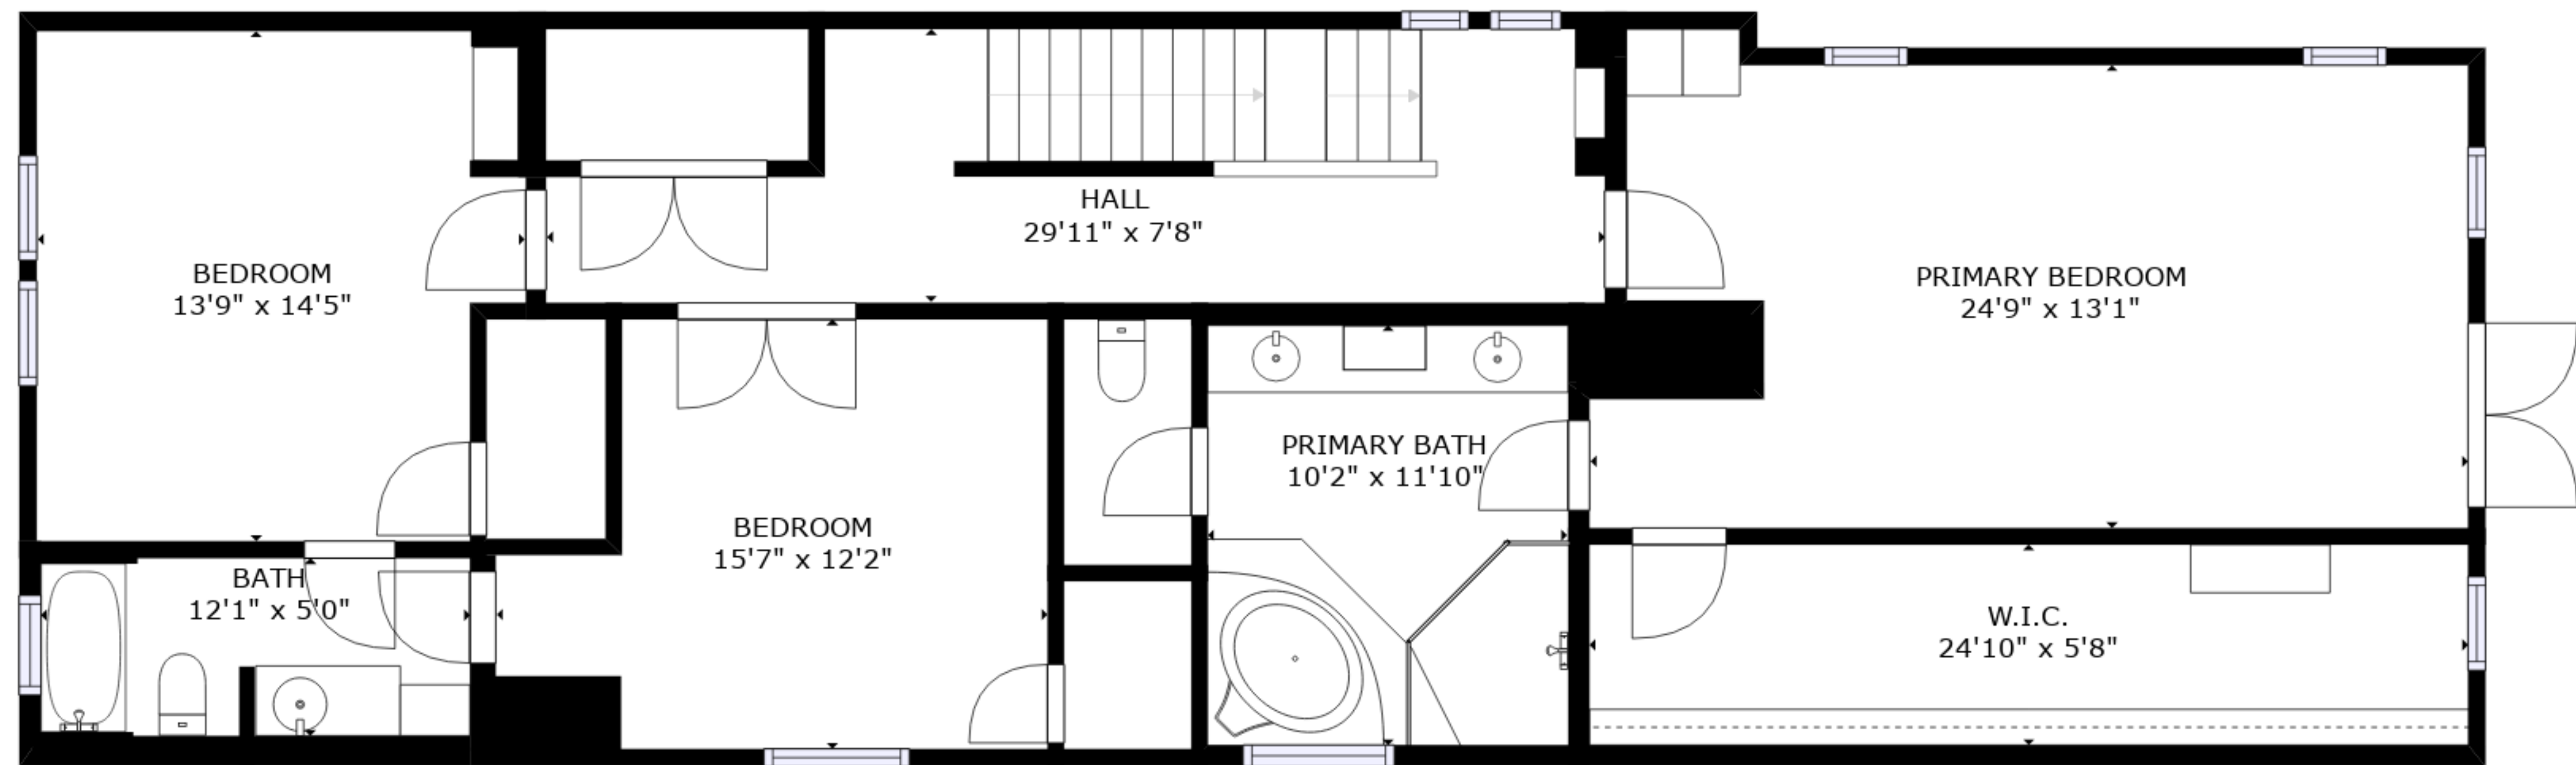 HALL
29'11" x 7'8"
BEDROOM
13'9" x 14'5"
PRIMARY BEDROOM
24'9" x 13'1"
PRIMARY BATH
10'2" x 11'10"
BEDROOM
15'7" x 12'2"
BATH
12'1" x 5'0"
W.I.C.
24'10" x 5'8"